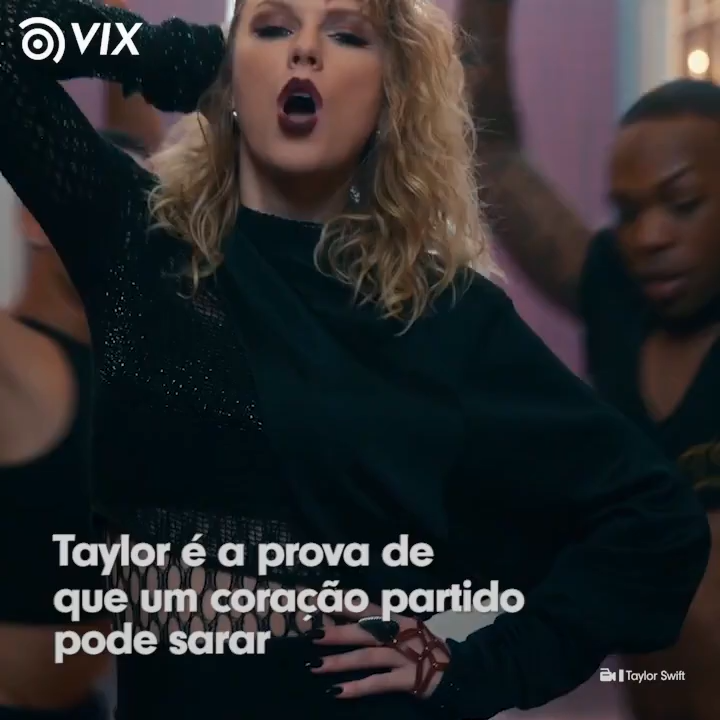 VIX
Taylor é a prova de
que um coração partido
pode sarar
Taylor Swift